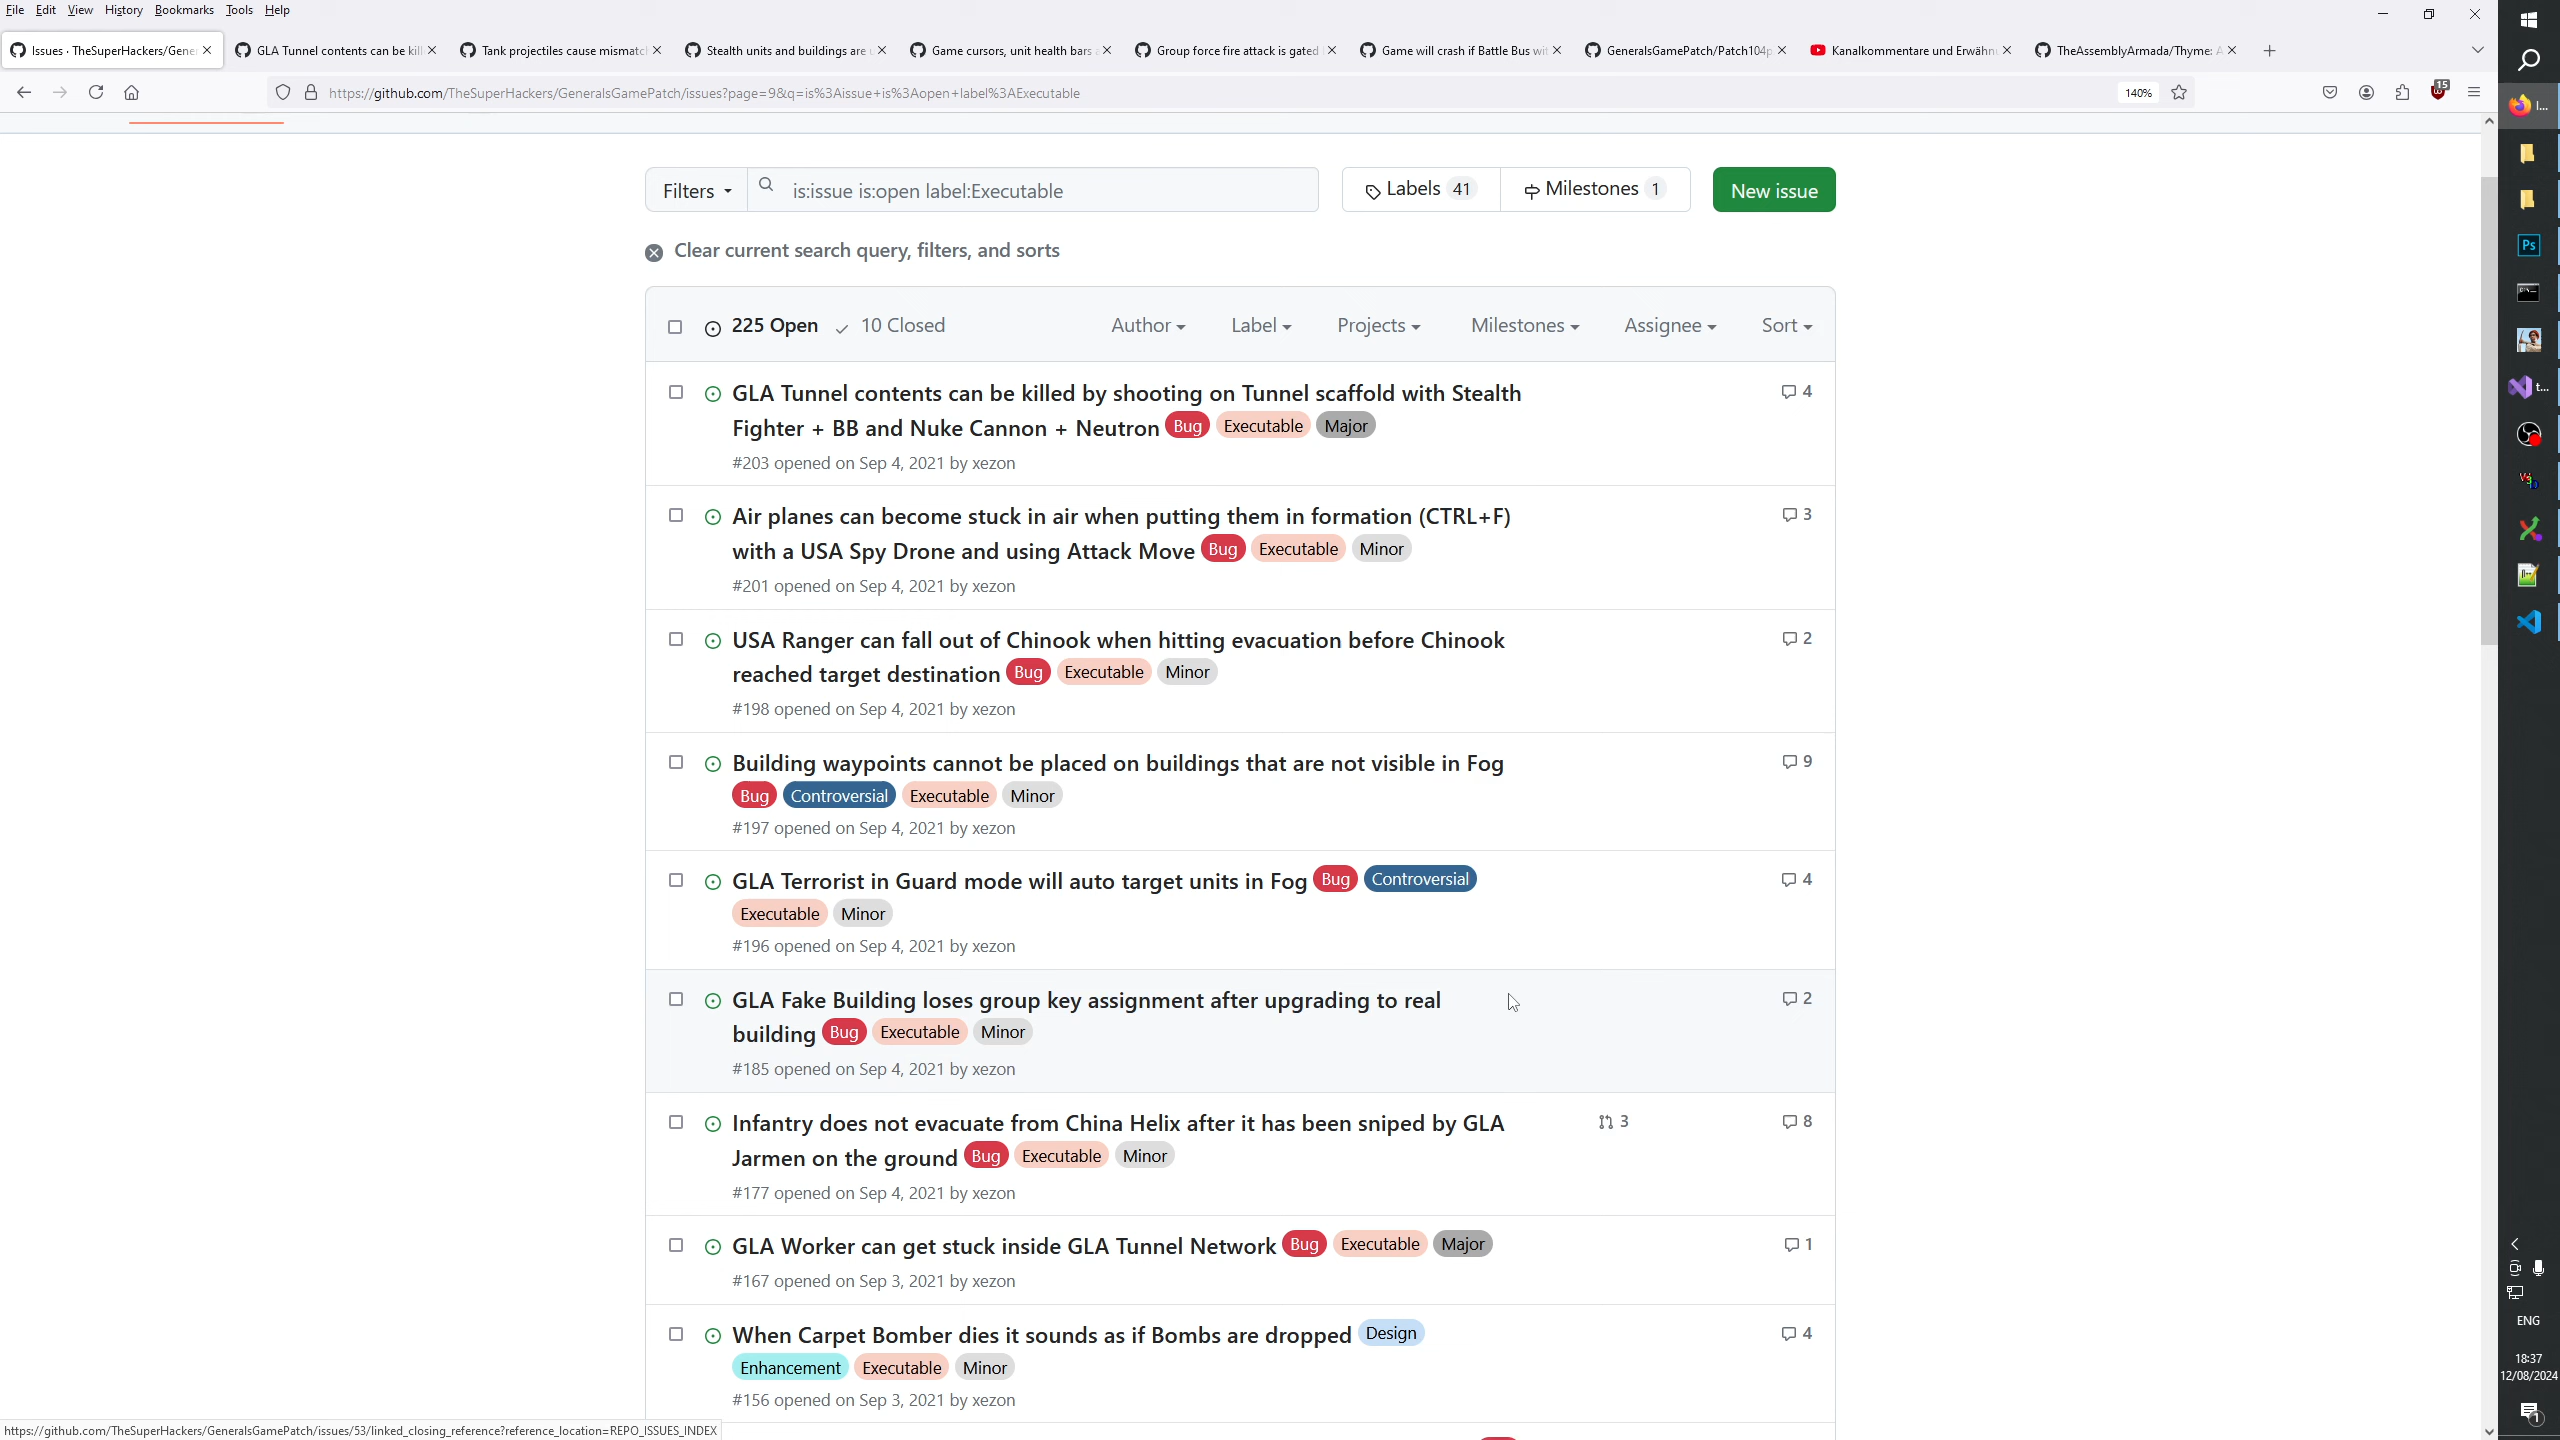 File Edit View History Bookmarks Tools Help
Issues · TheSuperHackers/Gene
GLA Tunnel contents can be kill
Tank projectiles cause mismatc
Stealth units and buildings are u
Game cursors, unit health bars a
Group force fire attack is gated
Game will crash if Battle Bus wit
GeneralsGamePatch/Patch104p
Kanalkommentare und Erwähn
TheAssemblyArmada/Thyme: A
https://github.com/TheSuperHackers/GeneralsGamePatch/issues?page=9&q=is%3Aissue+is%3Aopen+label%3AExecutable
140%
15
Filters
is:issue is:open label:Executable
Labels 41
Milestones 1
New issue
Clear current search query, filters, and sorts
225 Open 10 Closed Author Label Projects Milestones Assignee Sort
GLA Tunnel contents can be killed by shooting on Tunnel scaffold with Stealth 4
Fighter + BB and Nuke Cannon + Neutron Bug Executable Major
#203 opened on Sep 4, 2021 by xezon
Air planes can become stuck in air when putting them in formation (CTRL+F) 3
with a USA Spy Drone and using Attack Move Bug Executable Minor
#201 opened on Sep 4, 2021 by xezon
USA Ranger can fall out of Chinook when hitting evacuation before Chinook 2
reached target destination Bug Executable Minor
#198 opened on Sep 4, 2021 by xezon
Building waypoints cannot be placed on buildings that are not visible in Fog 9
Bug Controversial Executable Minor
#197 opened on Sep 4, 2021 by xezon
GLA Terrorist in Guard mode will auto target units in Fog Bug Controversial 4
Executable Minor
#196 opened on Sep 4, 2021 by xezon
GLA Fake Building loses group key assignment after upgrading to real 2
building Bug Executable Minor
#185 opened on Sep 4, 2021 by xezon
Infantry does not evacuate from China Helix after it has been sniped by GLA 3 8
Jarmen on the ground Bug Executable Minor
#177 opened on Sep 4, 2021 by xezon
GLA Worker can get stuck inside GLA Tunnel Network Bug Executable Major 1
#167 opened on Sep 3, 2021 by xezon
When Carpet Bomber dies it sounds as if Bombs are dropped Design 4
Enhancement Executable Minor
#156 opened on Sep 3, 2021 by xezon
https://github.com/TheSuperHackers/GeneralsGamePatch/issues/53/linked_closing_reference?reference_location=REPO_ISSUES_INDEX
I...
Ps
t...
ENG
18:37
12/08/2024
1